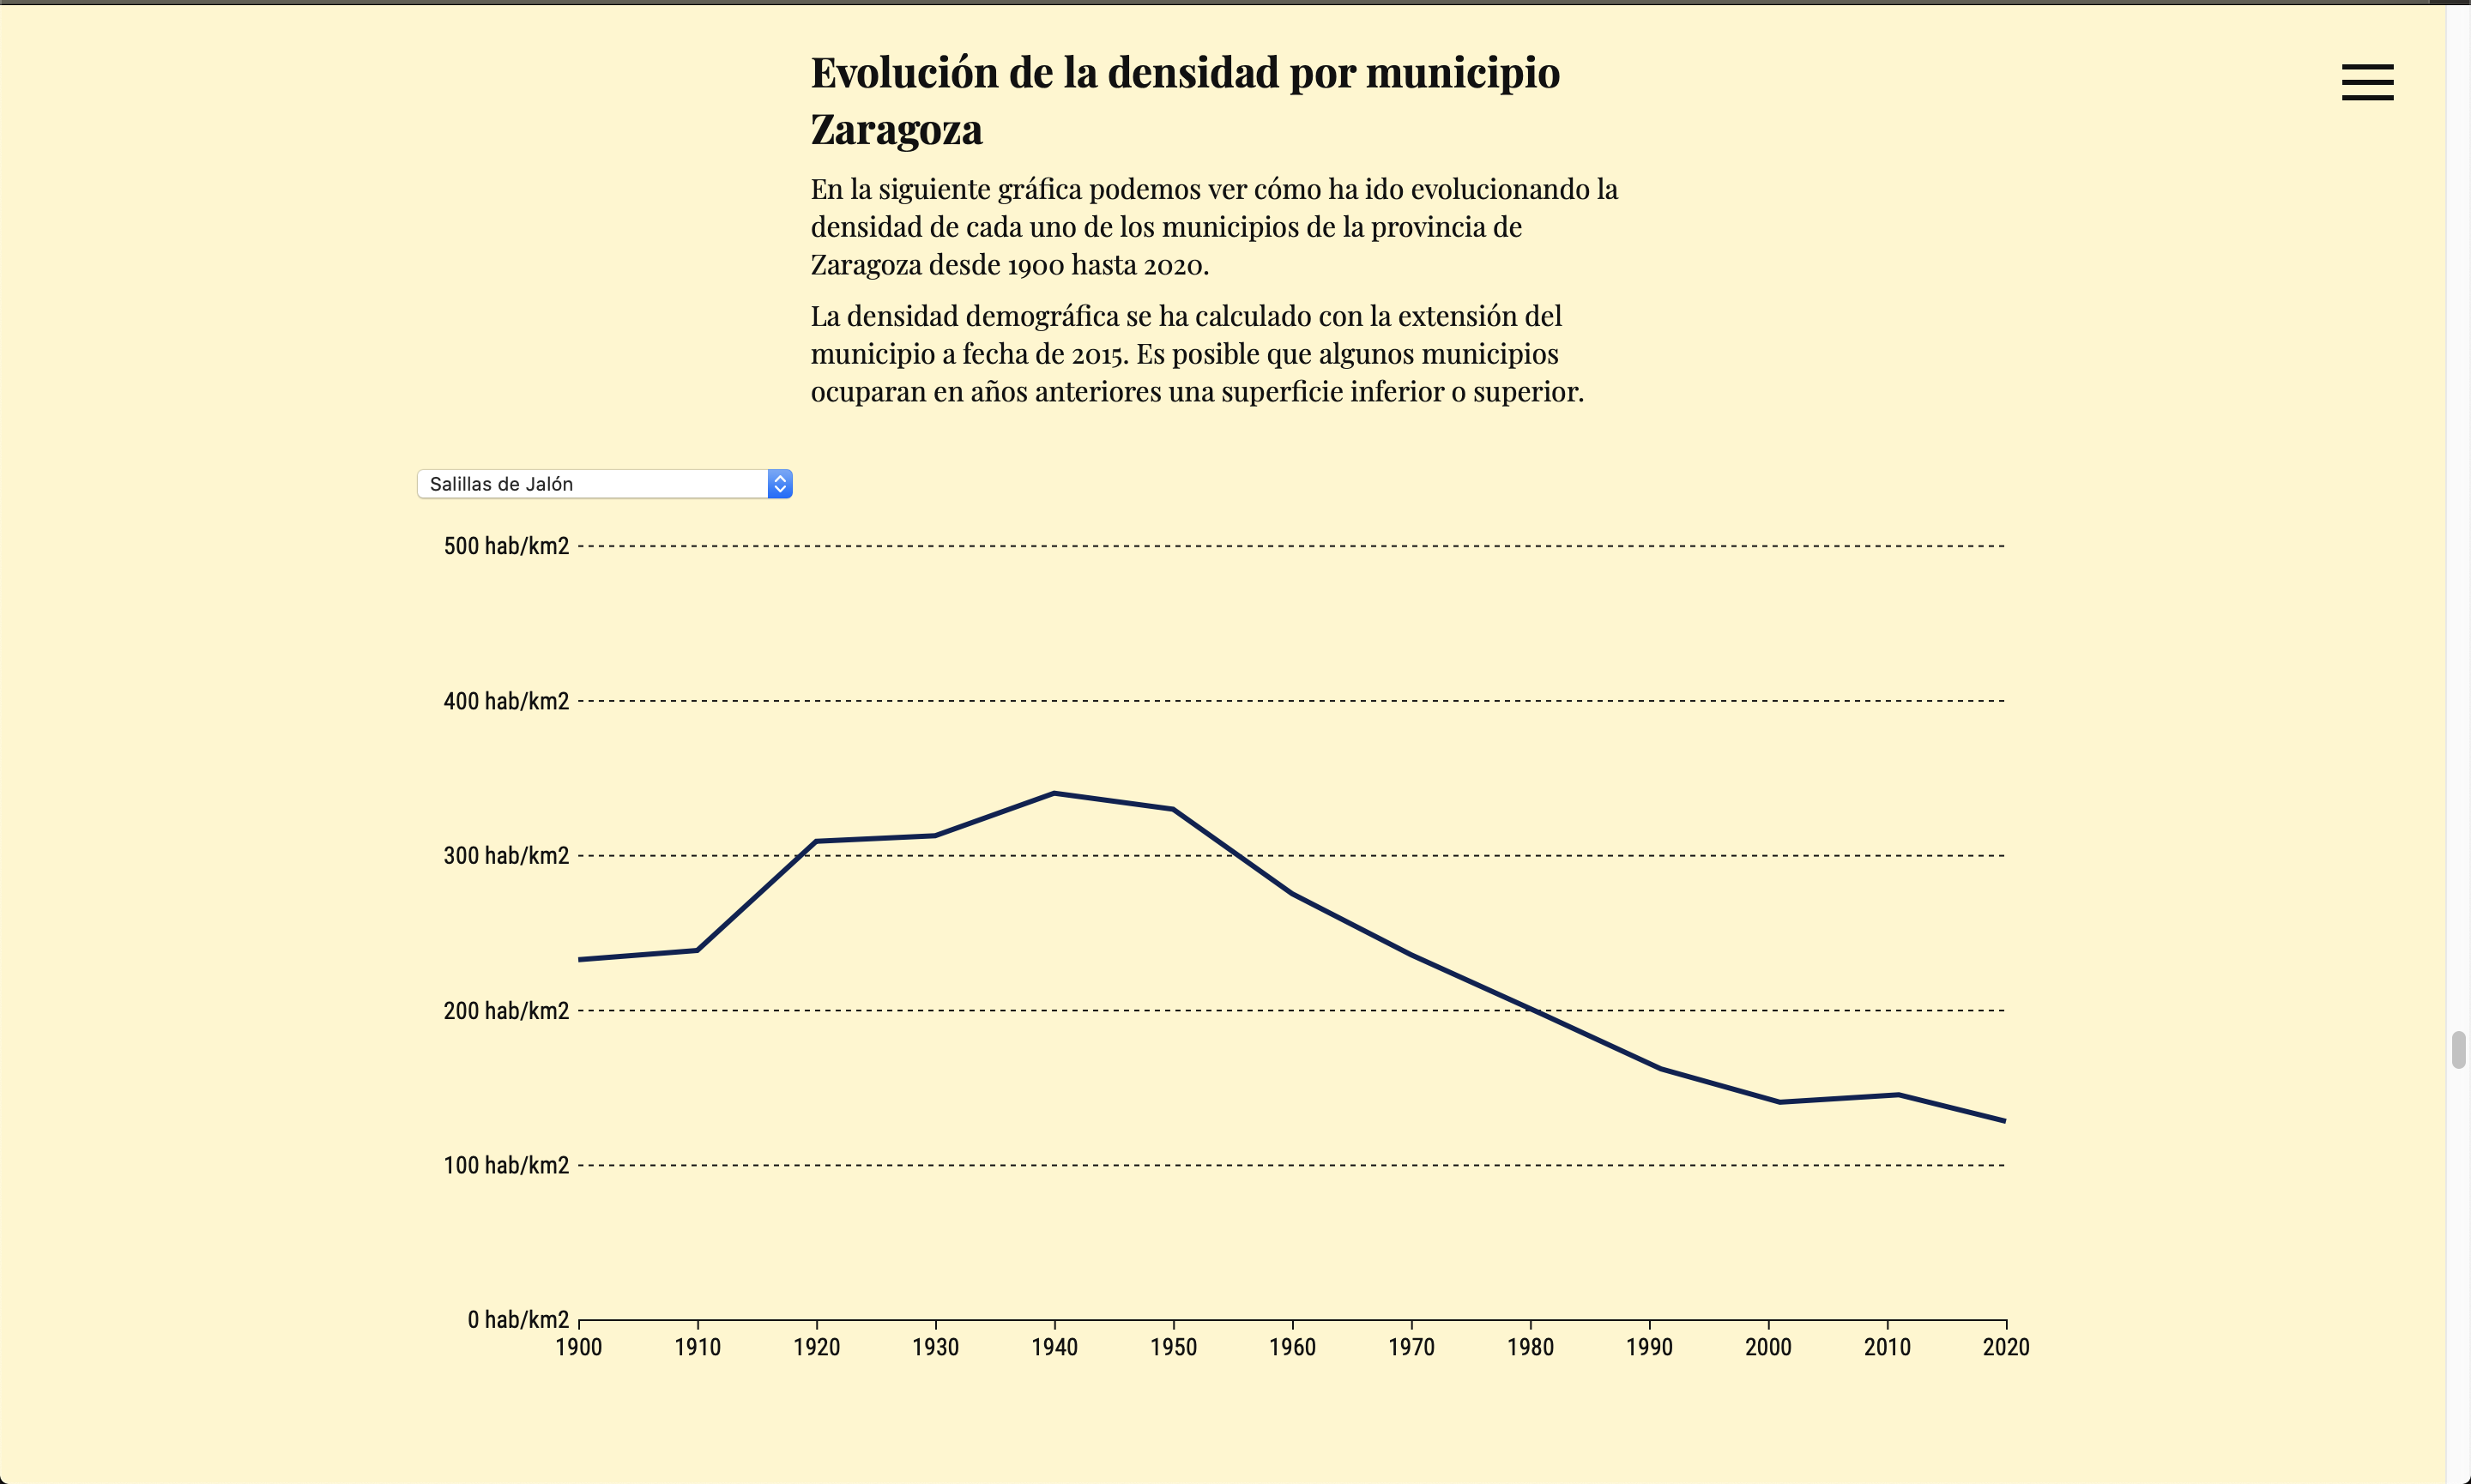 Evolución de la densidad por municipio
Zaragoza
En la siguiente gráfica podemos ver cómo ha ido evolucionando la
densidad de cada uno de los municipios de la provincia de
Zaragoza desde 1900 hasta 2020.
La densidad demográfica se ha calculado con la extensión del
municipio a fecha de 2015. Es posible que algunos municipios
ocuparan en años anteriores una superficie inferior o superior.
Salillas de Jalón
500 hab/km2
400 hab/km2
300 hab/km2
200 hab/km2
100 hab/km2
0 hab/km2
1900 1910 1920 1930 1940 1950 1960 1970 1980 1990 2000 2010 2020